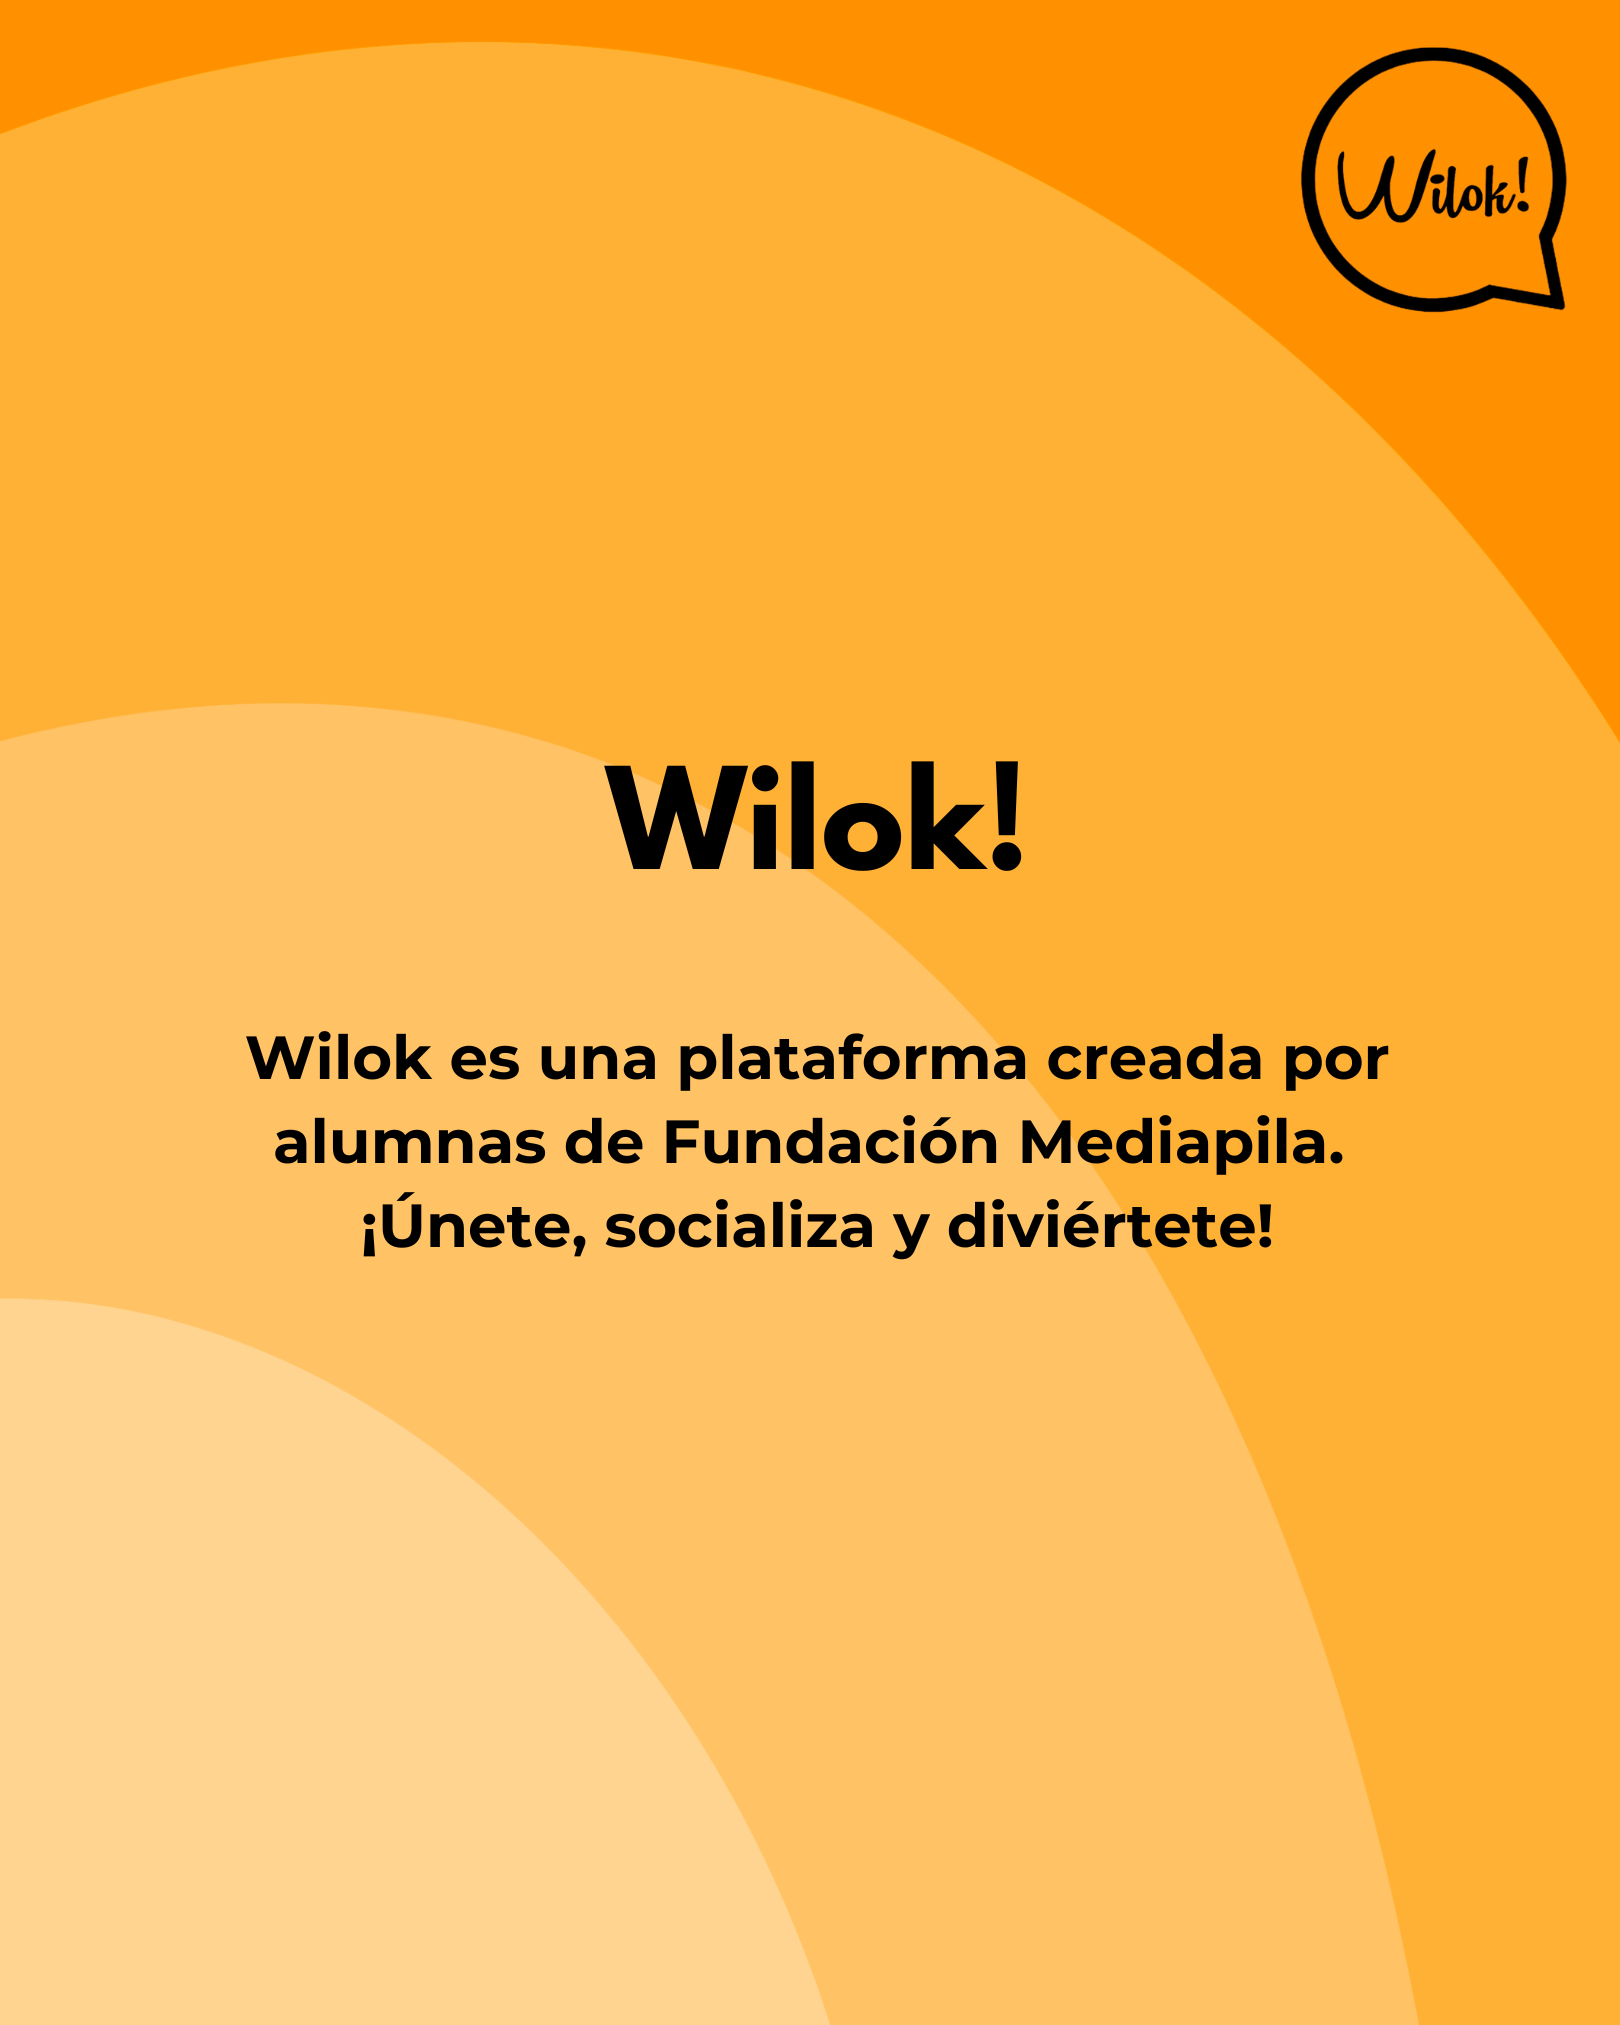 Wilok!
Wilok!
Wilok es una plataforma creada por
alumnas de Fundación Mediapila.
¡Únete, socializa y diviértete!